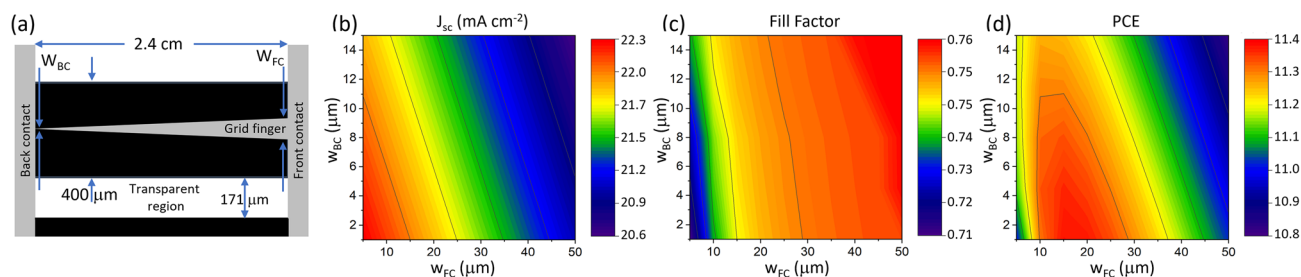 (a)
2.4 cm
W_BC
W_FC
Back contact
Grid finger
Front contact
400 μm
Transparent
region
171 μm
(b)
J_sc (mA cm⁻²)
14
12
10
8
6
4
2
w_BC (μm)
10 20 30 40 50
w_FC (μm)
22.3
22.0
21.7
21.4
21.1
20.9
20.6
(c)
Fill Factor
14
12
10
8
6
4
2
w_BC (μm)
10 20 30 40 50
w_FC (μm)
0.76
0.75
0.74
0.73
0.72
0.71
(d)
PCE
14
12
10
8
6
4
2
w_BC (μm)
10 20 30 40 50
w_FC (μm)
11.4
11.3
11.2
11.1
11.0
10.9
10.8